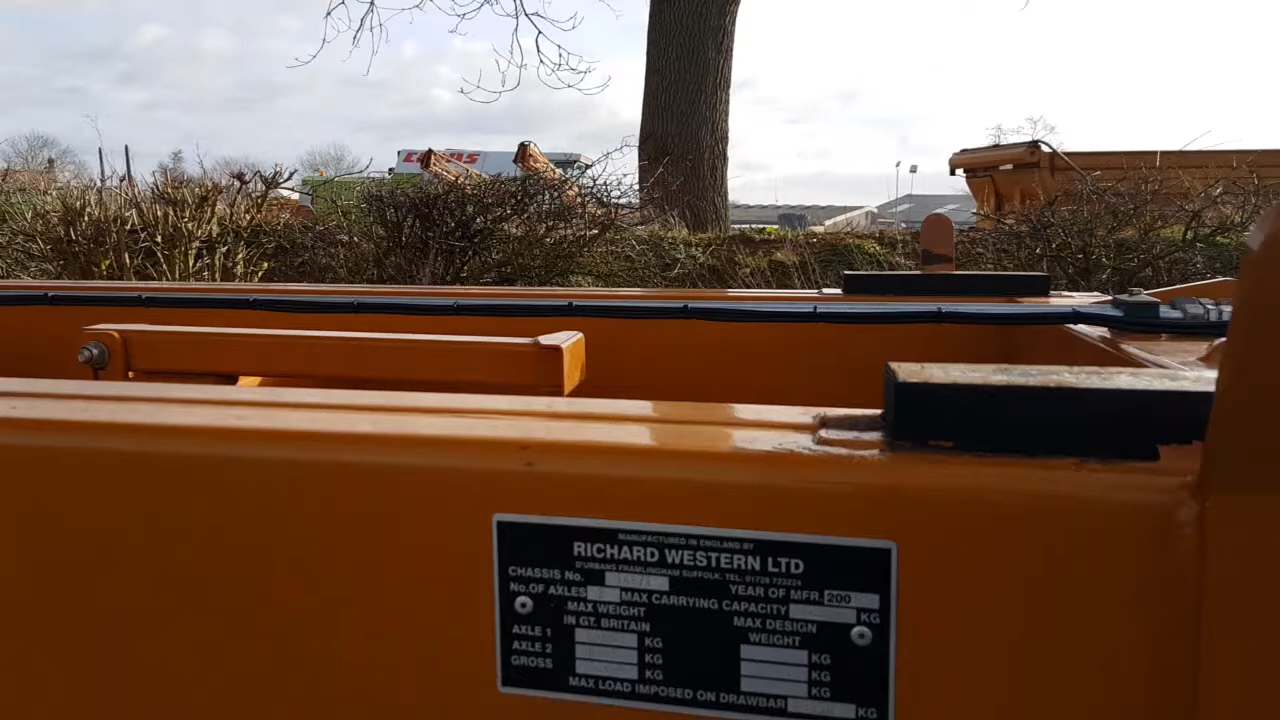 CLAAS
MANUFACTURED IN ENGLAND BY
RICHARD WESTERN LTD
D'URBANS FRAMLINGHAM SUFFOLK. TEL: 01728 723224
CHASSIS No.
YEAR OF MFR. 200
No. OF AXLES MAX CARRYING CAPACITY KG
MAX WEIGHT IN GT. BRITAIN
MAX DESIGN WEIGHT
AXLE 1 KG KG
AXLE 2 KG KG
GROSS KG KG
MAX LOAD IMPOSED ON DRAWBAR KG